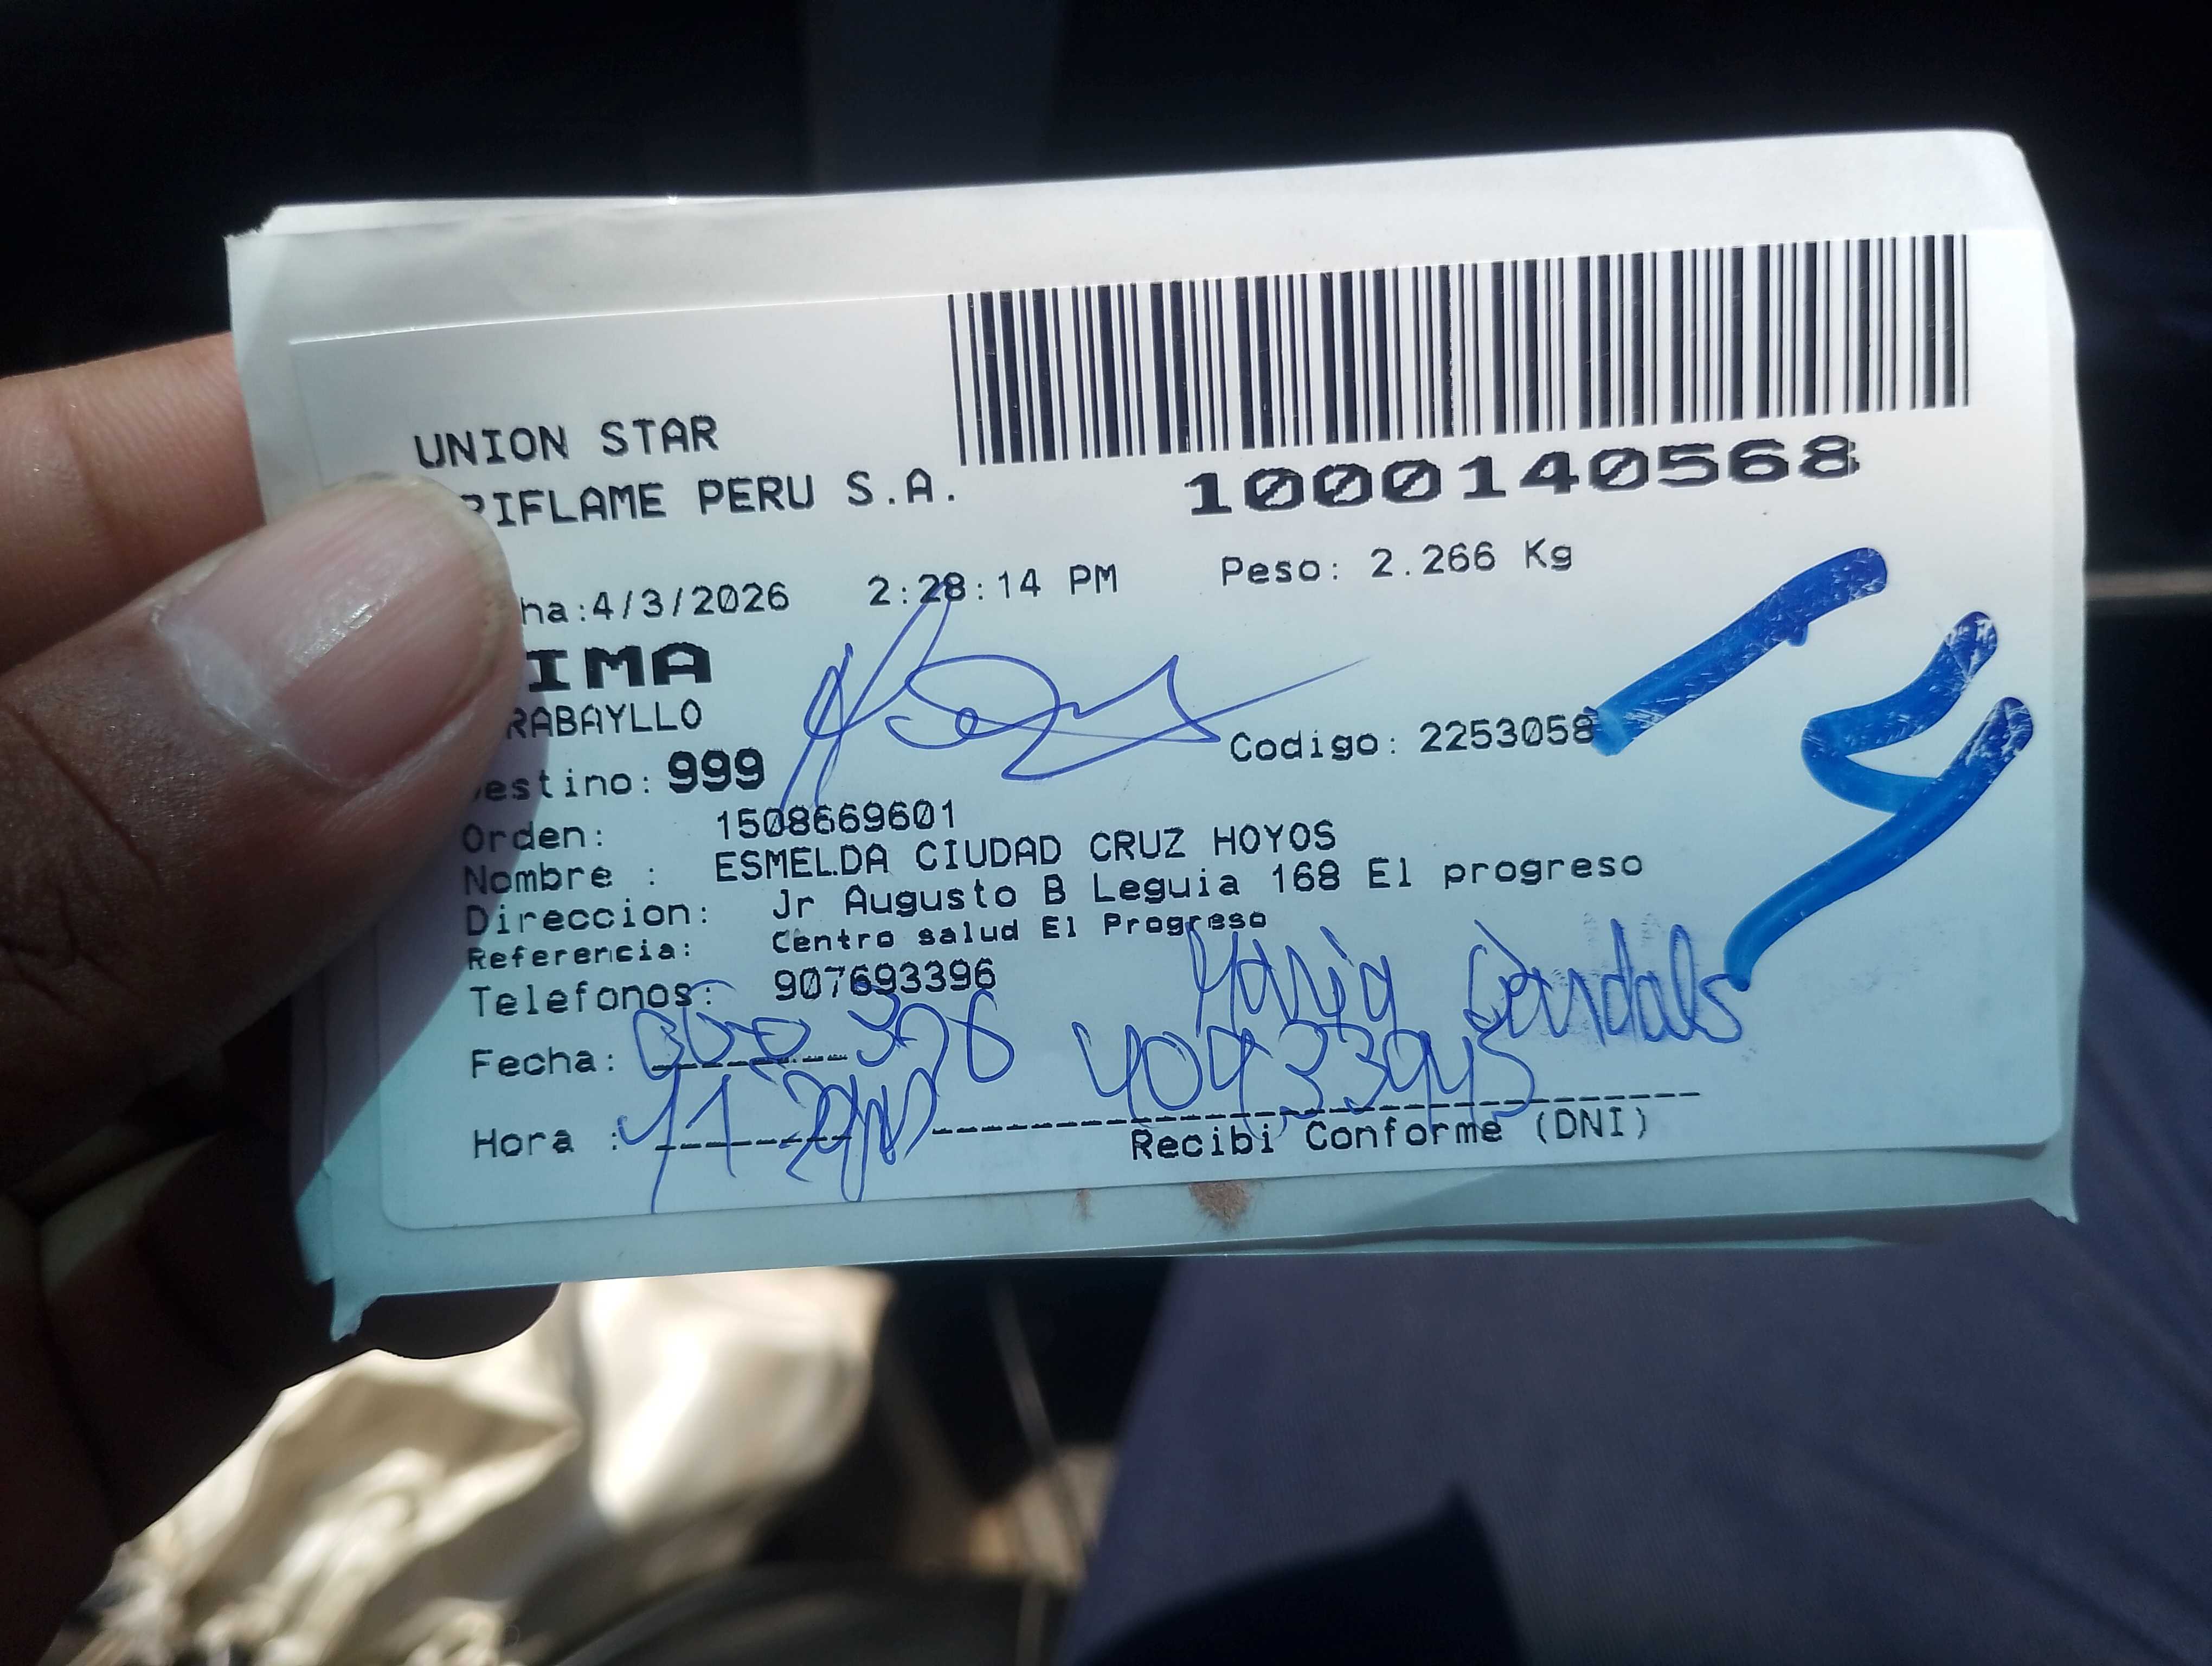 UNION STAR
RIFLAME PERU S.A.
1000140568
ha:4/3/2026 2:28:14 PM Peso: 2.266 Kg
IMA
RABAYLLO
Codigo: 2253058
estino: 999
Orden: 1508669601
Nombre : ESMELDA CIUDAD CRUZ HOYOS
Direccion: Jr Augusto B Leguia 168 El progreso
Referencia: Centro salud El Progreso
Telefonos: 907693396
Maria
Fecha:
40933945
Hora :
Recibi Conforme (DNI)